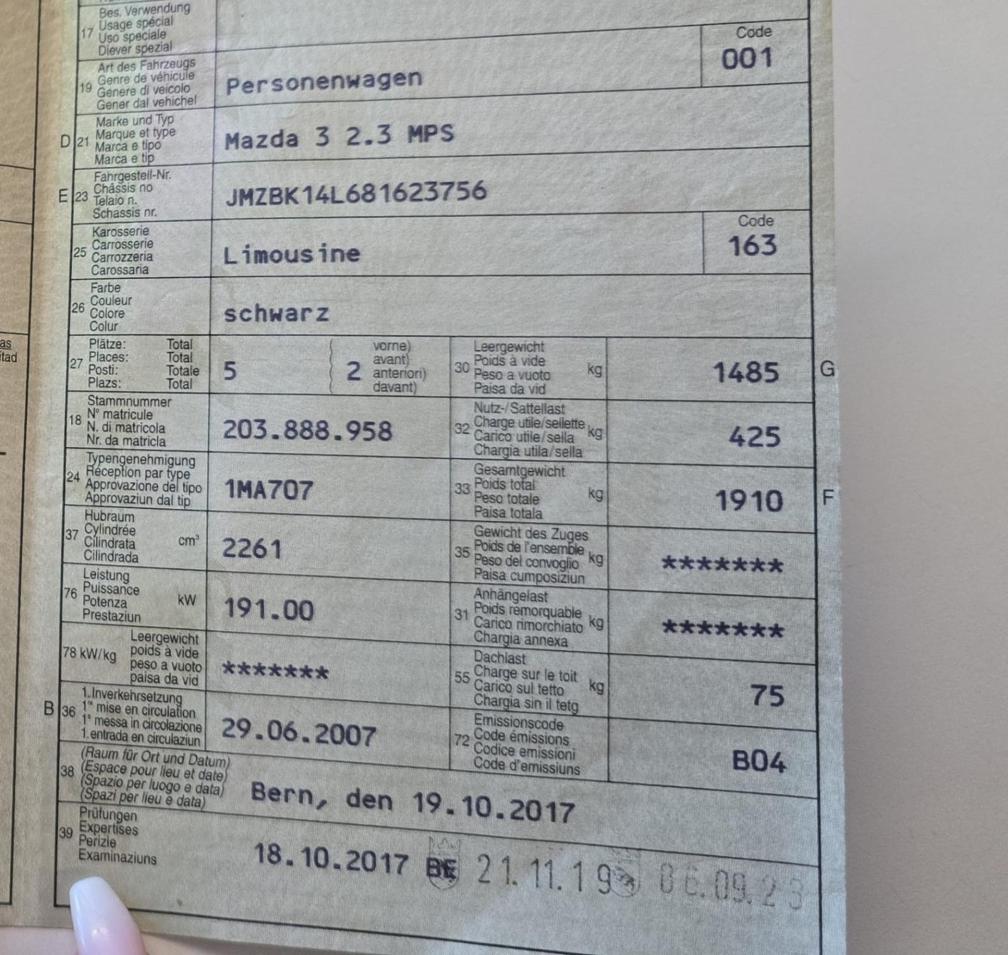 17 Bes. Verwendung
Usage spécial
Uso speciale
Diever spezial
19 Art des Fahrzeugs
Genre de véhicule
Genere di veicolo
Gener dal vehichel
Personenwagen
Code
001
D 21 Marke und Typ
Marque et type
Marca e tipo
Marca e tip
Mazda 3 2.3 MPS
E 23 Fahrgestell-Nr.
Châssis no
Telaio n.
Schassis nr.
JMZBK14L681623756
25 Karosserie
Carrosserie
Carrozzeria
Carossaria
Limousine
Code
163
26 Farbe
Couleur
Colore
Colur
schwarz
27 Plätze: Total
Places: Total
Posti: Totale
Plazs: Total
5
2
vorne)
avant)
anteriori)
davant)
30 Leergewicht
Poids à vide
Peso a vuoto
Paisa da vid
kg
1485 G
18 Stammnummer
N° matricule
N. di matricola
Nr. da matricla
203.888.958
32 Nutz-/Sattellast
Charge utile/sellette
Carico utile/sella
Chargia utila/sella
kg
425
24 Typengenehmigung
Réception par type
Approvazione del tipo
Approvaziun dal tip
1MA707
33 Gesamtgewicht
Poids total
Peso totale
Paisa totala
kg
1910 F
37 Hubraum
Cylindrée
Cilindrata
Cilindrada
cm³
2261
35 Gewicht des Zuges
Poids de l'ensemble
Peso del convoglio
Paisa cumposiziun
kg
*******
76 Leistung
Puissance
Potenza
Prestaziun
kW
191.00
31 Anhängelast
Poids remorquable
Carico rimorchiato
Chargia annexa
kg
*******
78 kW/kg
Leergewicht
poids à vide
peso a vuoto
paisa da vid
*******
55 Dachlast
Charge sur le toit
Carico sul tetto
Chargia sin il tetg
kg
75
B 36 1. Inverkehrsetzung
1re mise en circulation
1a messa in circolazione
1. entrada en circulaziun
29.06.2007
72 Emissionscode
Code émissions
Codice emissioni
Code d'emissiuns
B04
38 (Raum für Ort und Datum)
(Espace pour lieu et date)
(Spazio per luogo e data)
(Spazi per lieu e data)
Bern, den 19.10.2017
39 Prüfungen
Expertises
Perizie
Examinaziuns
18.10.2017 BE 21.11.19 06.09.23